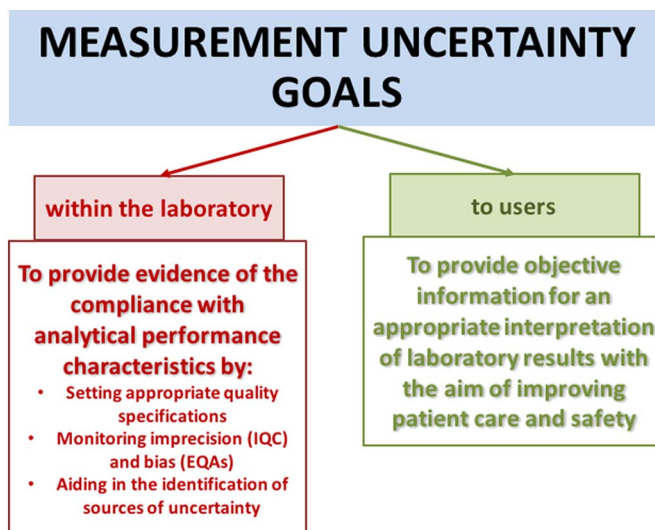 MEASUREMENT UNCERTAINTY
GOALS
within the laboratory
To provide evidence of the
compliance with
analytical performance
characteristics by:
• Setting appropriate quality
specifications
• Monitoring imprecision (IQC)
and bias (EQAs)
• Aiding in the identification of
sources of uncertainty
to users
To provide objective
information for an
appropriate interpretation
of laboratory results with
the aim of improving
patient care and safety